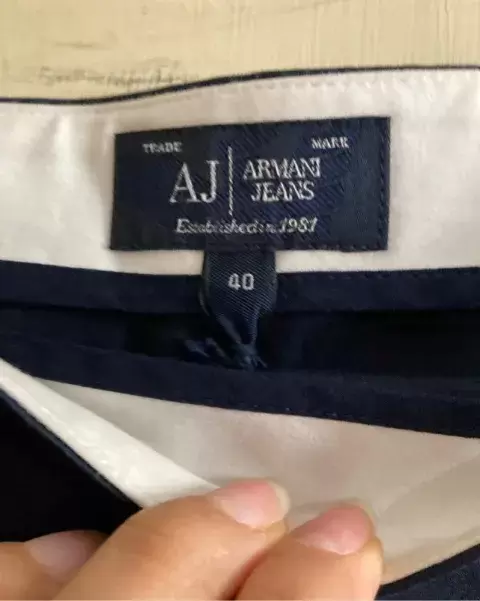 TRADE MARK
AJ ARMANI
JEANS
Established in 1981
40